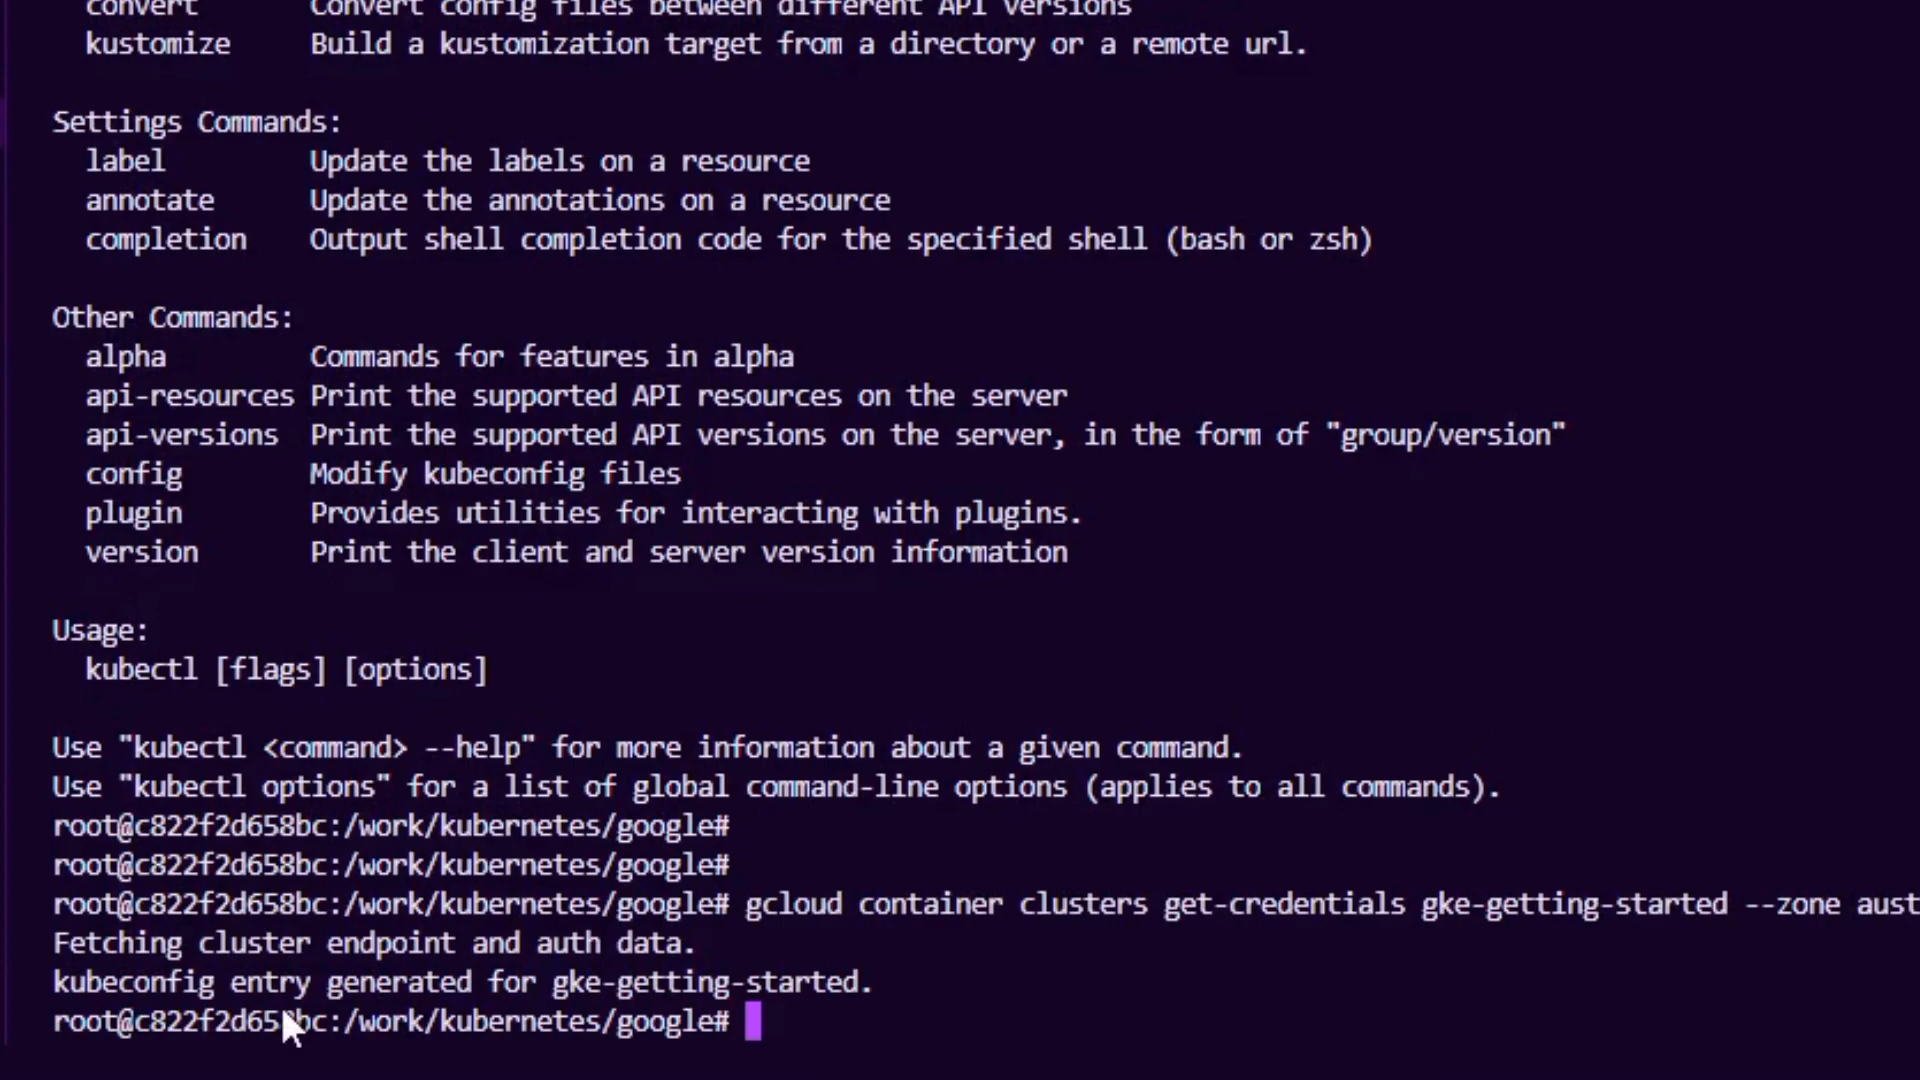 convert Convert config files between different API versions
kustomize Build a kustomization target from a directory or a remote url.
Settings Commands:
label Update the labels on a resource
annotate Update the annotations on a resource
completion Output shell completion code for the specified shell (bash or zsh)
Other Commands:
alpha Commands for features in alpha
api-resources Print the supported API resources on the server
api-versions Print the supported API versions on the server, in the form of "group/version"
config Modify kubeconfig files
plugin Provides utilities for interacting with plugins.
version Print the client and server version information
Usage:
kubectl [flags] [options]
Use "kubectl <command> --help" for more information about a given command.
Use "kubectl options" for a list of global command-line options (applies to all commands).
root@c822f2d658bc:/work/kubernetes/google#
root@c822f2d658bc:/work/kubernetes/google#
root@c822f2d658bc:/work/kubernetes/google# gcloud container clusters get-credentials gke-getting-started --zone aust
Fetching cluster endpoint and auth data.
kubeconfig entry generated for gke-getting-started.
root@c822f2d658bc:/work/kubernetes/google#